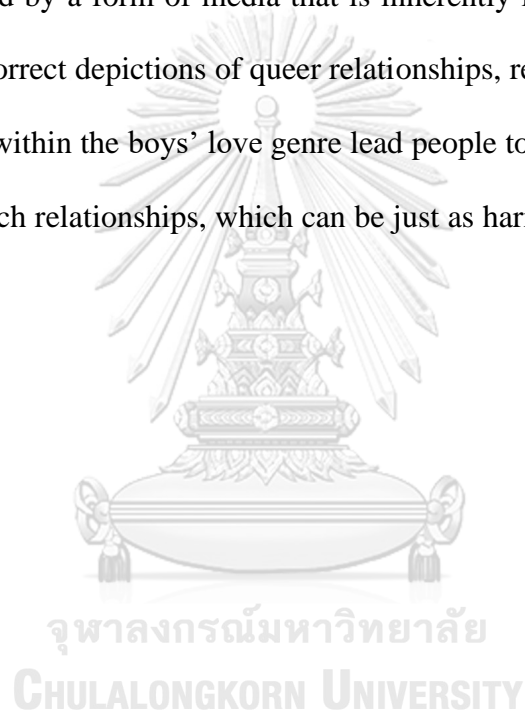 d by a form of media that is inherently
orrect depictions of queer relationships, re
within the boys’ love genre lead people to
ch relationships, which can be just as har
จุฬาลงกรณ์มหาวิทยาลัย
CHULALONGKORN UNIVERSITY